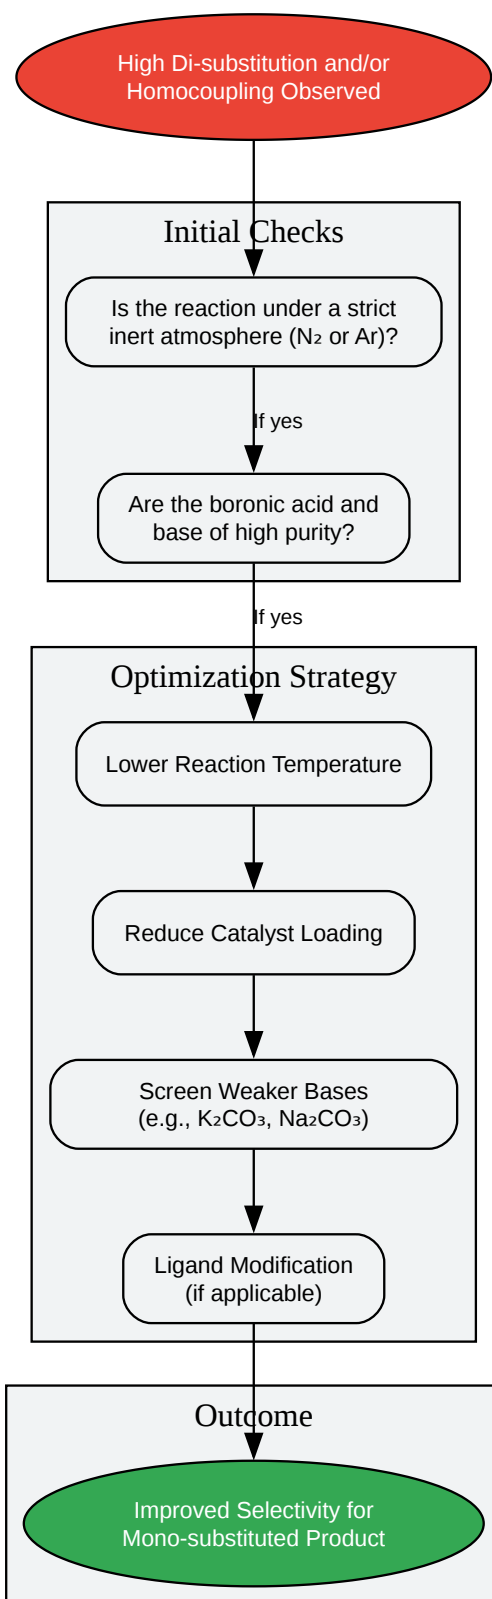 High Di-substitution and/or
Homocoupling Observed
Initial Checks
Is the reaction under a strict
inert atmosphere (N₂ or Ar)?
If yes
Are the boronic acid and
base of high purity?
If yes
Optimization Strategy
Lower Reaction Temperature
Reduce Catalyst Loading
Screen Weaker Bases
(e.g., K₂CO₃, Na₂CO₃)
Ligand Modification
(if applicable)
Outcome
Improved Selectivity for
Mono-substituted Product